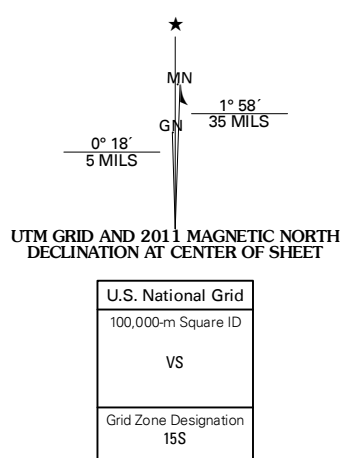 ★
MN
GN
1° 58´
35 MILS
0° 18´
5 MILS
UTM GRID AND 2011 MAGNETIC NORTH
DECLINATION AT CENTER OF SHEET
U.S. National Grid
100,000-m Square ID
VS
Grid Zone Designation
15S